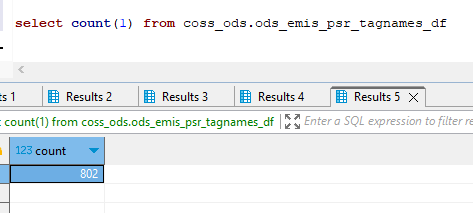 select count(1) from coss_ods.ods_emis_psr_tagnames_df
s 1 Results 2 Results 3 Results 4 Results 5
count(1) from coss_ods.ods_emis_psr_tagnames_df Enter a SQL expression to filter re
123 count
802